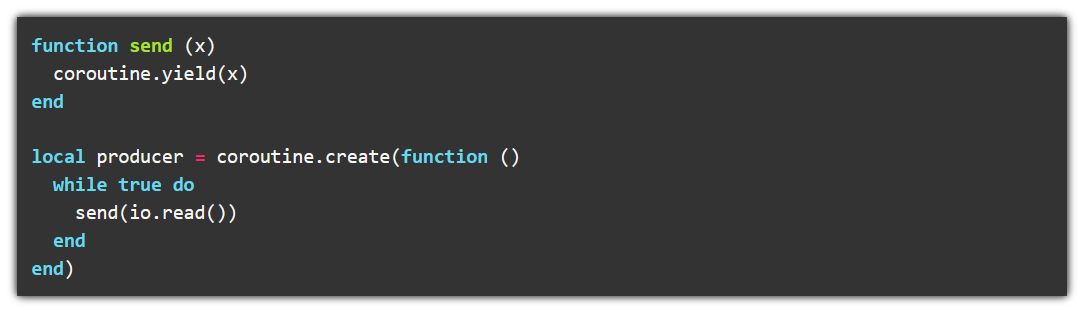 function send (x)
  coroutine.yield(x)
end

local producer = coroutine.create(function ()
  while true do
    send(io.read())
  end
end)